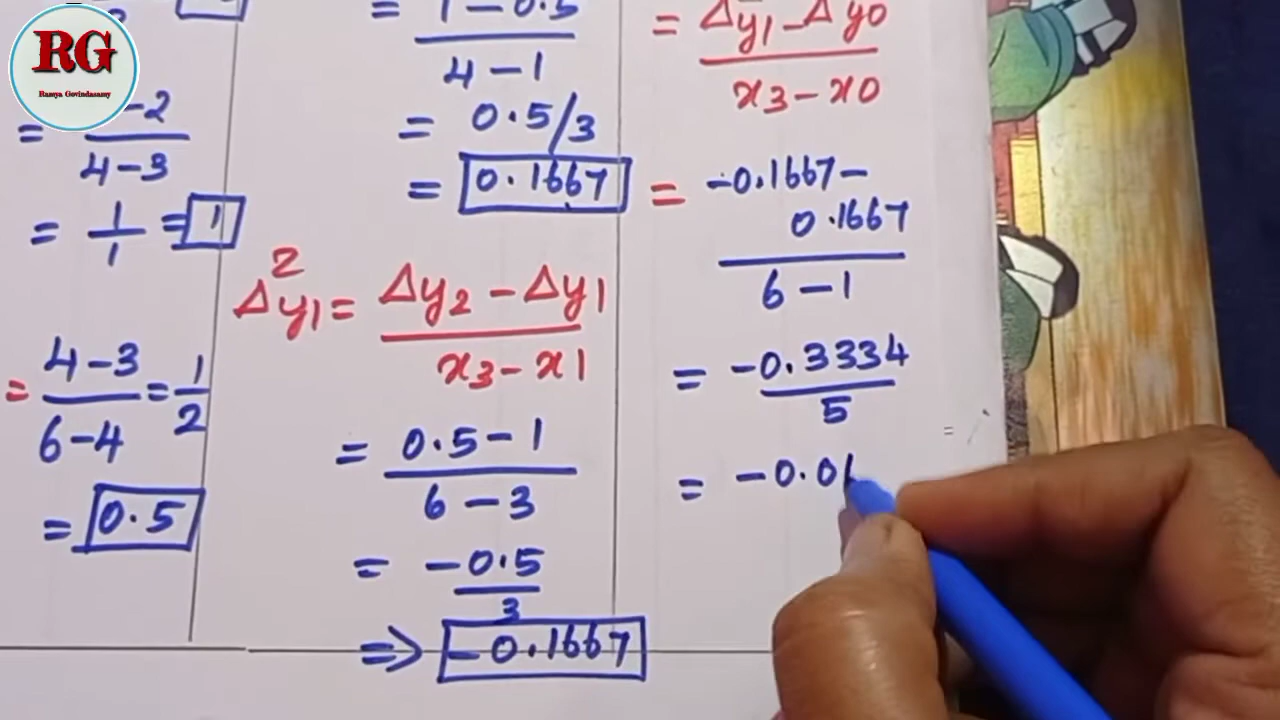 RG
Ramya Govindasamy
-2
= ―
4-3
= 1/1 = 1
= 4-3/6-4 = 1/2
= 0.5
= 1-0.5
4-1
= 0.5/3
= 0.1667
Δ²y1 = Δy2 - Δy1
x3 - x1
= 0.5-1
6-3
= -0.5
3
=> -0.1667
= Δy1 - Δy0
x3 - x0
= -0.1667-
0.1667
6-1
= -0.3334
5
= -0.06